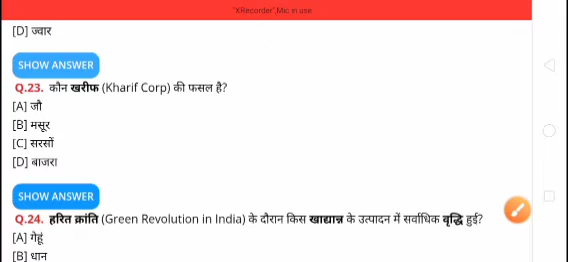 "XRecorder",Mic in use
[D] ज्वार
SHOW ANSWER
Q.23. कौन खरीफ (Kharif Corp) की फसल है?
[A] जौ
[B] मसूर
[C] सरसों
[D] बाजरा
SHOW ANSWER
Q.24. हरित क्रांति (Green Revolution in India) के दौरान किस खाद्यान्न के उत्पादन में सर्वाधिक वृद्धि हुई?
[A] गेहूं
[B] धान